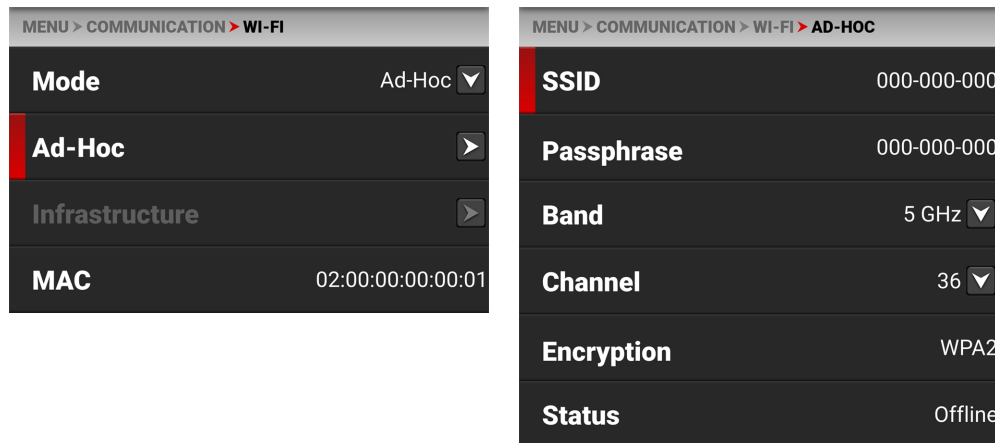 MENU > COMMUNICATION > WI-FI
Mode Ad-Hoc
Ad-Hoc
Infrastructure
MAC 02:00:00:00:00:01
MENU > COMMUNICATION > WI-FI > AD-HOC
SSID 000-000-000
Passphrase 000-000-000
Band 5 GHz
Channel 36
Encryption WPA2
Status Offline